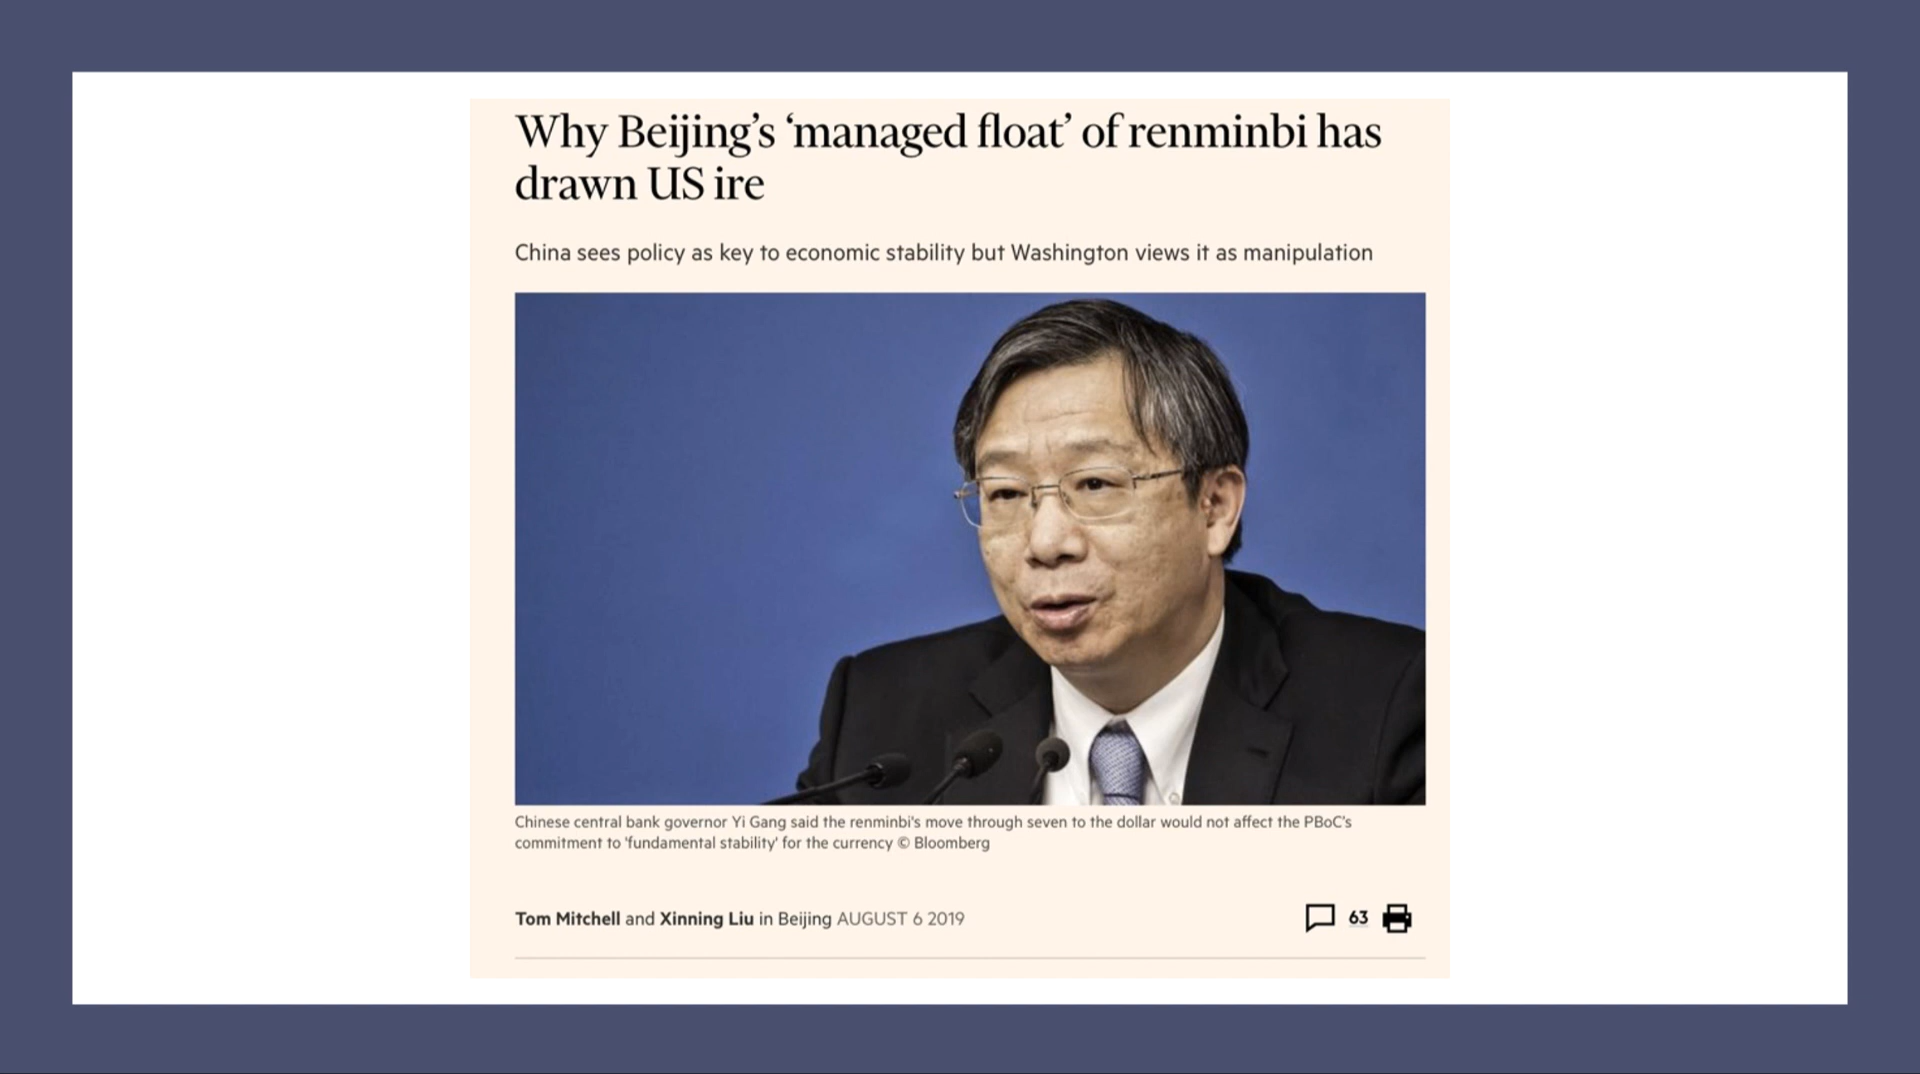 Why Beijing’s ‘managed float’ of renminbi has
drawn US ire
China sees policy as key to economic stability but Washington views it as manipulation
Chinese central bank governor Yi Gang said the renminbi's move through seven to the dollar would not affect the PBoC's
commitment to 'fundamental stability' for the currency © Bloomberg
Tom Mitchell and Xinning Liu in Beijing AUGUST 6 2019
63